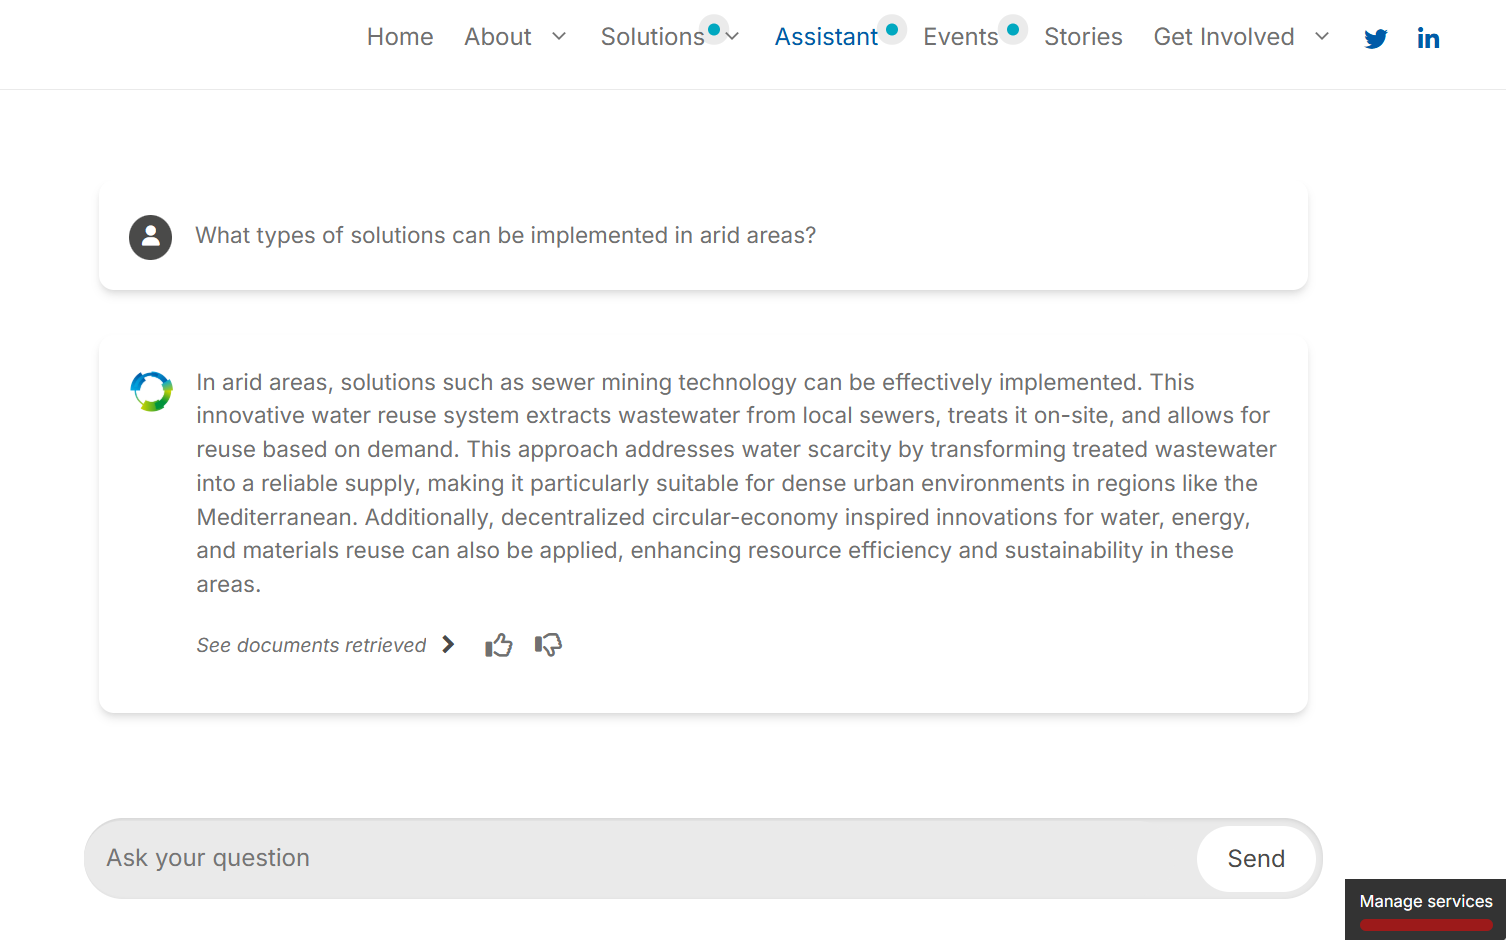 Home About Solutions Assistant Events Stories Get Involved
What types of solutions can be implemented in arid areas?
In arid areas, solutions such as sewer mining technology can be effectively implemented. This
innovative water reuse system extracts wastewater from local sewers, treats it on-site, and allows for
reuse based on demand. This approach addresses water scarcity by transforming treated wastewater
into a reliable supply, making it particularly suitable for dense urban environments in regions like the
Mediterranean. Additionally, decentralized circular-economy inspired innovations for water, energy,
and materials reuse can also be applied, enhancing resource efficiency and sustainability in these
areas.
See documents retrieved
Ask your question Send
Manage services